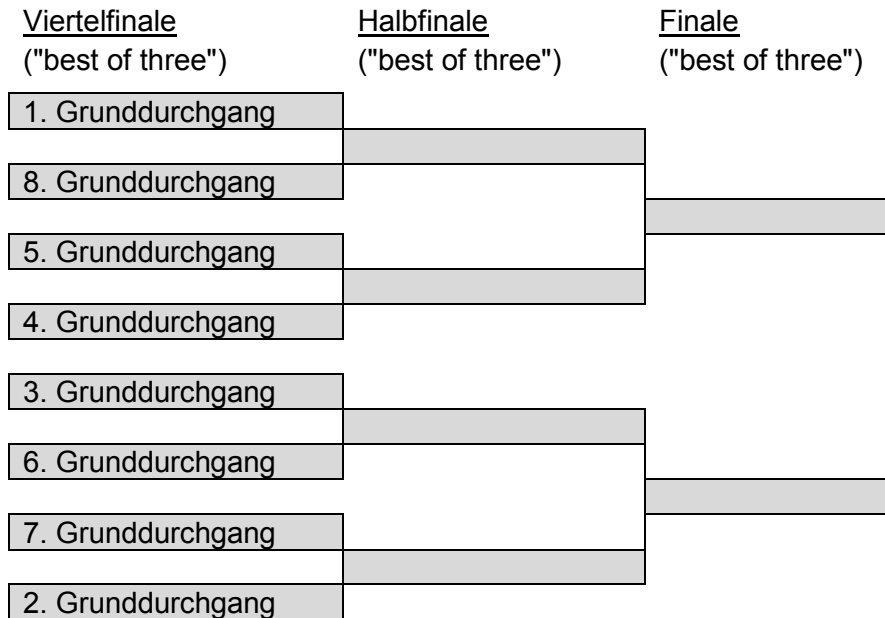 Viertelfinale Halbfinale Finale
("best of three") ("best of three") ("best of three")
1. Grunddurchgang
8. Grunddurchgang
5. Grunddurchgang
4. Grunddurchgang
3. Grunddurchgang
6. Grunddurchgang
7. Grunddurchgang
2. Grunddurchgang